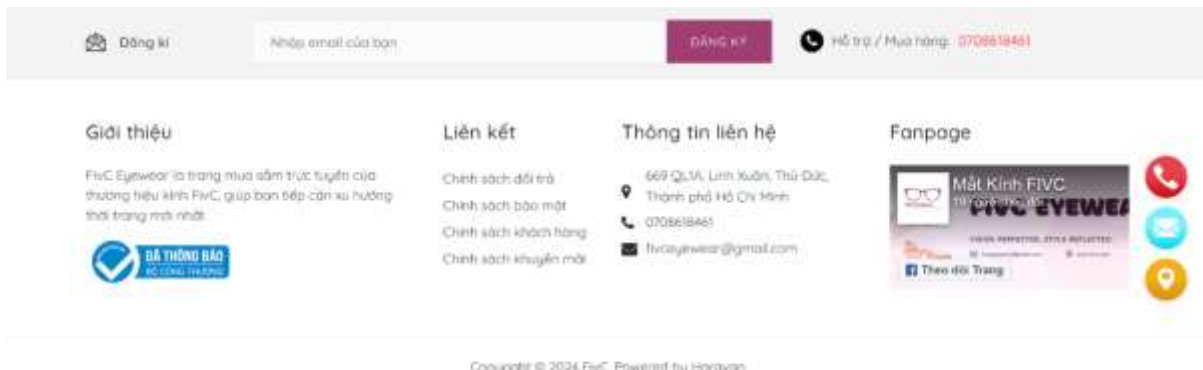 Đăng kí
Nhập email của bạn
ĐĂNG KÝ
Hỗ trợ / Mua hàng: 0708618461
Giới thiệu
FivC Eyewear là trang mua sắm trực tuyến của
thương hiệu kính FivC, giúp bạn tiếp cận xu hướng
thời trang mới nhất
ĐÃ THÔNG BÁO
BỘ CÔNG THƯƠNG
Liên kết
Chính sách đổi trả
Chính sách bảo mật
Chính sách khách hàng
Chính sách khuyến mãi
Thông tin liên hệ
669 QL1A, Linh Xuân, Thủ Đức,
Thành phố Hồ Chí Minh
0708618461
fivceyewear@gmail.com
Fanpage
Mắt Kính FIVC
người theo dõi
FIVC EYEWEA
VISION PERFECTED, STYLE REFLECTED
Theo dõi Trang
Copyright © 2024 FivC. Powered by Haravan